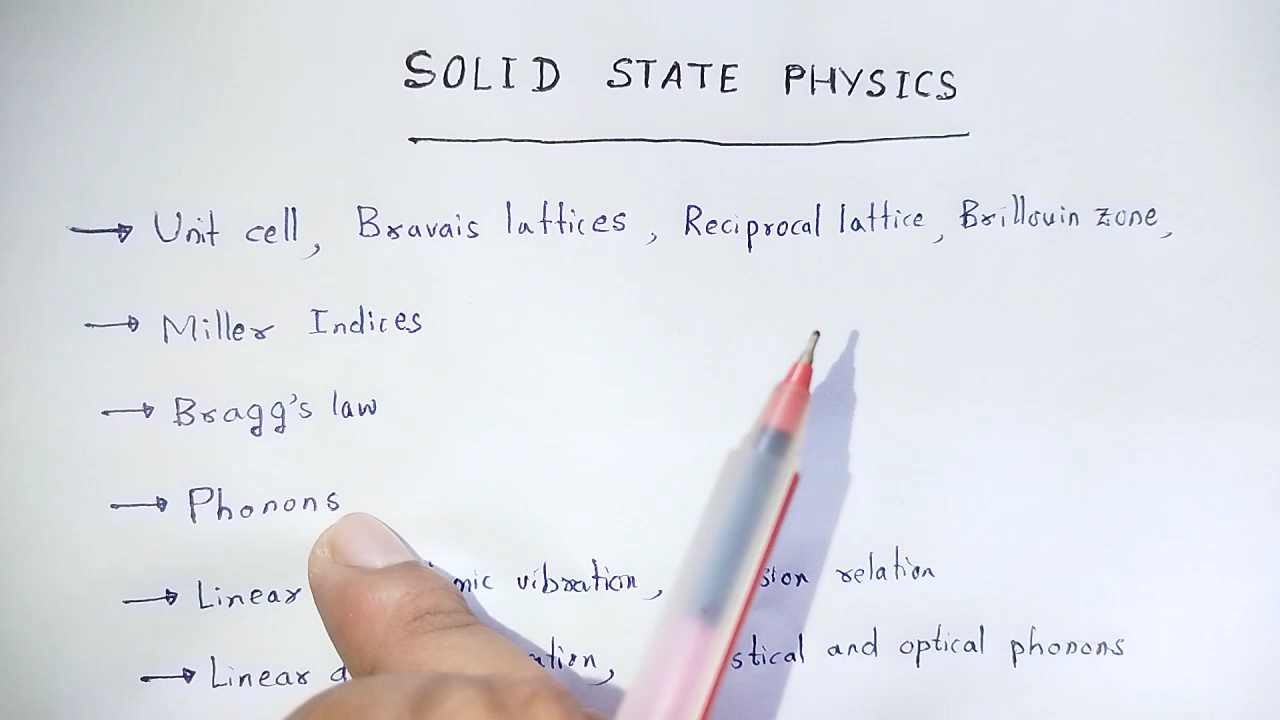 SOLID STATE PHYSICS
→ Unit cell, Bravais lattices, Reciprocal lattice, Brillouin zone,
→ Miller Indices
→ Bragg's law
→ Phonons
→ Linear vibration, relation
→ Linear and optical phonons